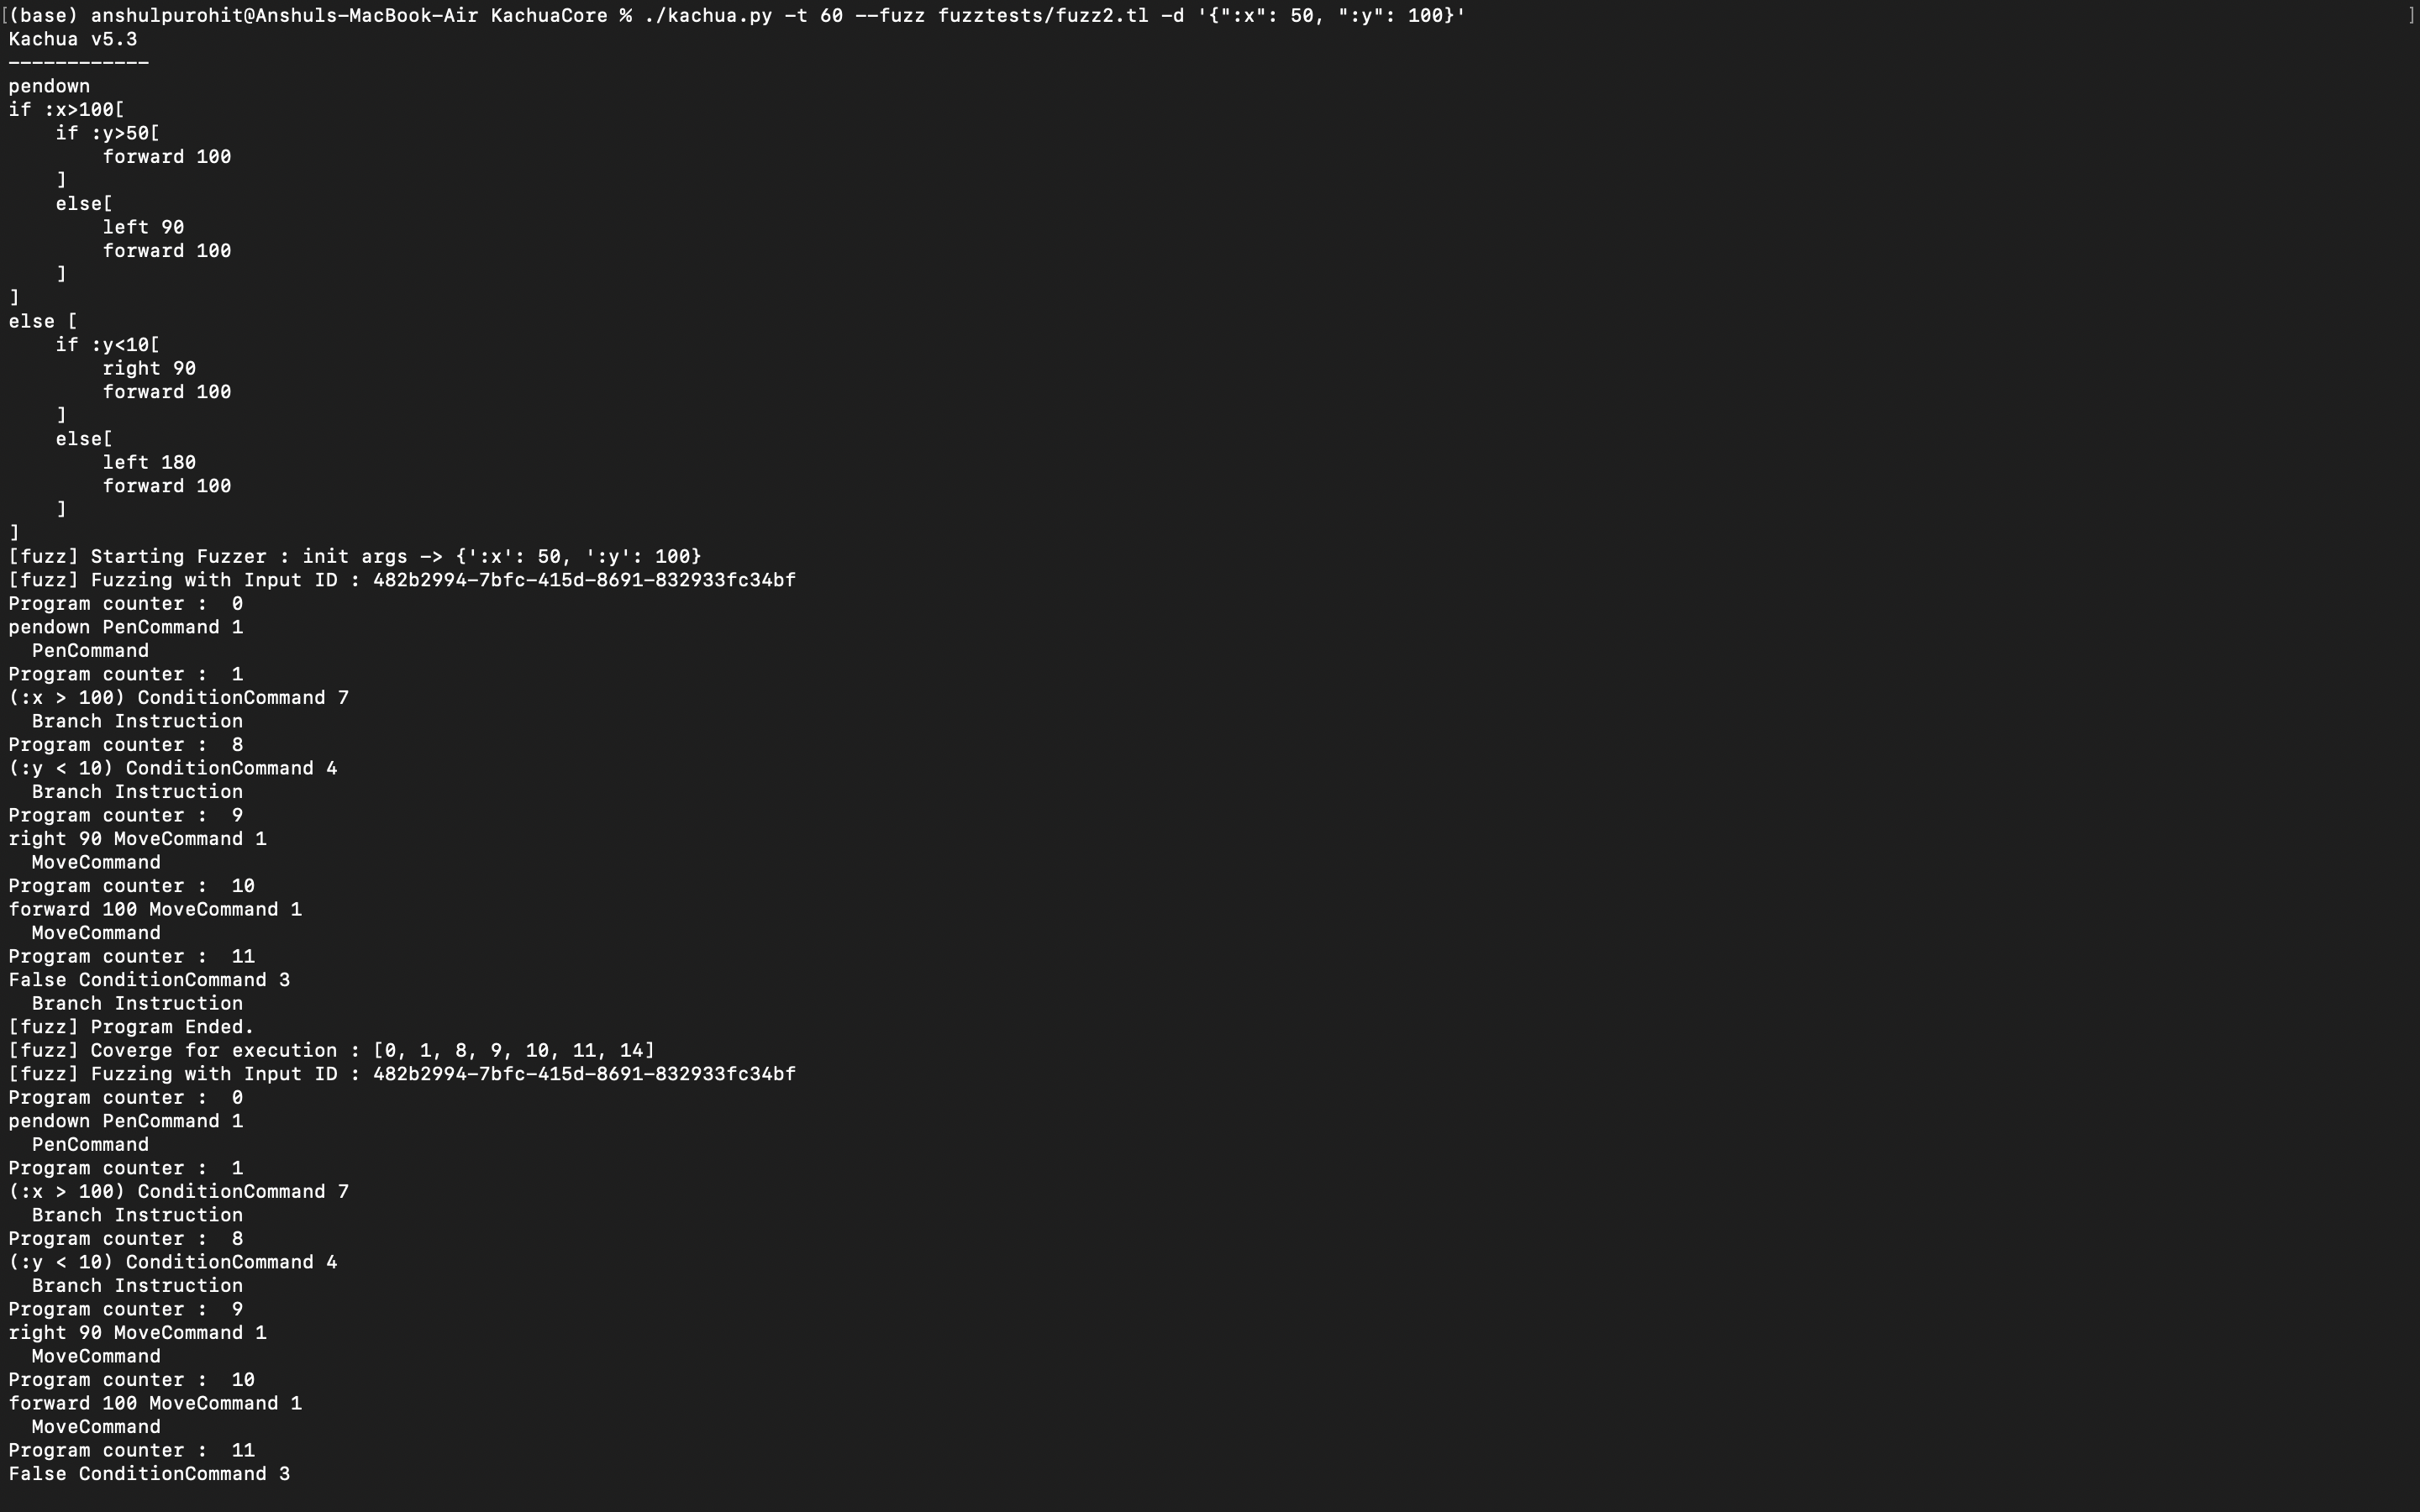 [(base) anshulpurohit@Anshuls-MacBook-Air KachuaCore % ./kachua.py -t 60 --fuzz fuzztests/fuzz2.tl -d '{":x": 50, ":y": 100}' ]
Kachua v5.3
------------
pendown
if :x>100[
    if :y>50[
        forward 100
    ]
    else[
        left 90
        forward 100
    ]
]
else [
    if :y<10[
        right 90
        forward 100
    ]
    else[
        left 180
        forward 100
    ]
]
[fuzz] Starting Fuzzer : init args -> {':x': 50, ':y': 100}
[fuzz] Fuzzing with Input ID : 482b2994-7bfc-415d-8691-832933fc34bf
Program counter :  0
pendown PenCommand 1
  PenCommand
Program counter :  1
(:x > 100) ConditionCommand 7
  Branch Instruction
Program counter :  8
(:y < 10) ConditionCommand 4
  Branch Instruction
Program counter :  9
right 90 MoveCommand 1
  MoveCommand
Program counter :  10
forward 100 MoveCommand 1
  MoveCommand
Program counter :  11
False ConditionCommand 3
  Branch Instruction
[fuzz] Program Ended.
[fuzz] Coverge for execution : [0, 1, 8, 9, 10, 11, 14]
[fuzz] Fuzzing with Input ID : 482b2994-7bfc-415d-8691-832933fc34bf
Program counter :  0
pendown PenCommand 1
  PenCommand
Program counter :  1
(:x > 100) ConditionCommand 7
  Branch Instruction
Program counter :  8
(:y < 10) ConditionCommand 4
  Branch Instruction
Program counter :  9
right 90 MoveCommand 1
  MoveCommand
Program counter :  10
forward 100 MoveCommand 1
  MoveCommand
Program counter :  11
False ConditionCommand 3